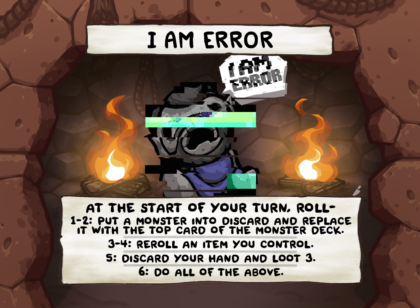 I AM ERROR
I AM
ERROR
AT THE START OF YOUR TURN, ROLL-
1-2: PUT A MONSTER INTO DISCARD AND REPLACE
IT WITH THE TOP CARD OF THE MONSTER DECK.
3-4: REROLL AN ITEM YOU CONTROL.
5: DISCARD YOUR HAND AND LOOT 3.
6: DO ALL OF THE ABOVE.